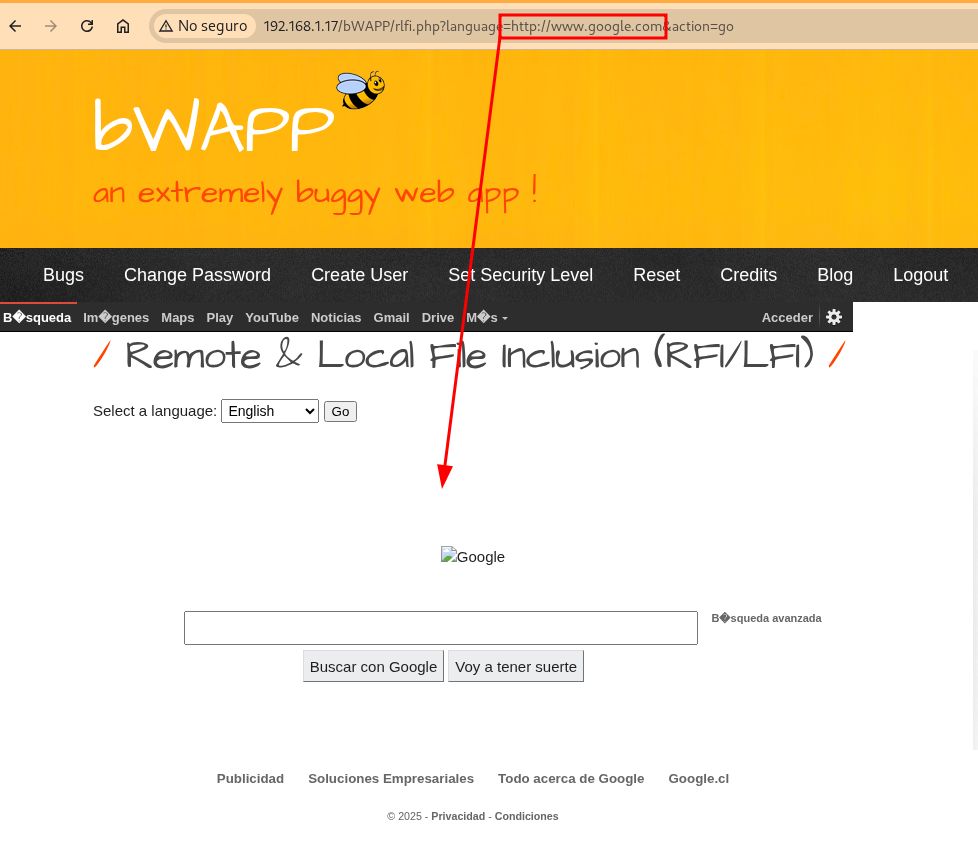 No seguro 192.168.1.17/bWAPP/rlfi.php?language=http://www.google.com&action=go
bWAPP
an extremely buggy web app !
Bugs Change Password Create User Set Security Level Reset Credits Blog Logout
B�squeda Im�genes Maps Play YouTube Noticias Gmail Drive M�s Acceder
/ Remote & Local File Inclusion (RFI/LFI) /
Select a language: English Go
Google
B�squeda avanzada
Buscar con Google Voy a tener suerte
Publicidad Soluciones Empresariales Todo acerca de Google Google.cl
© 2025 - Privacidad - Condiciones